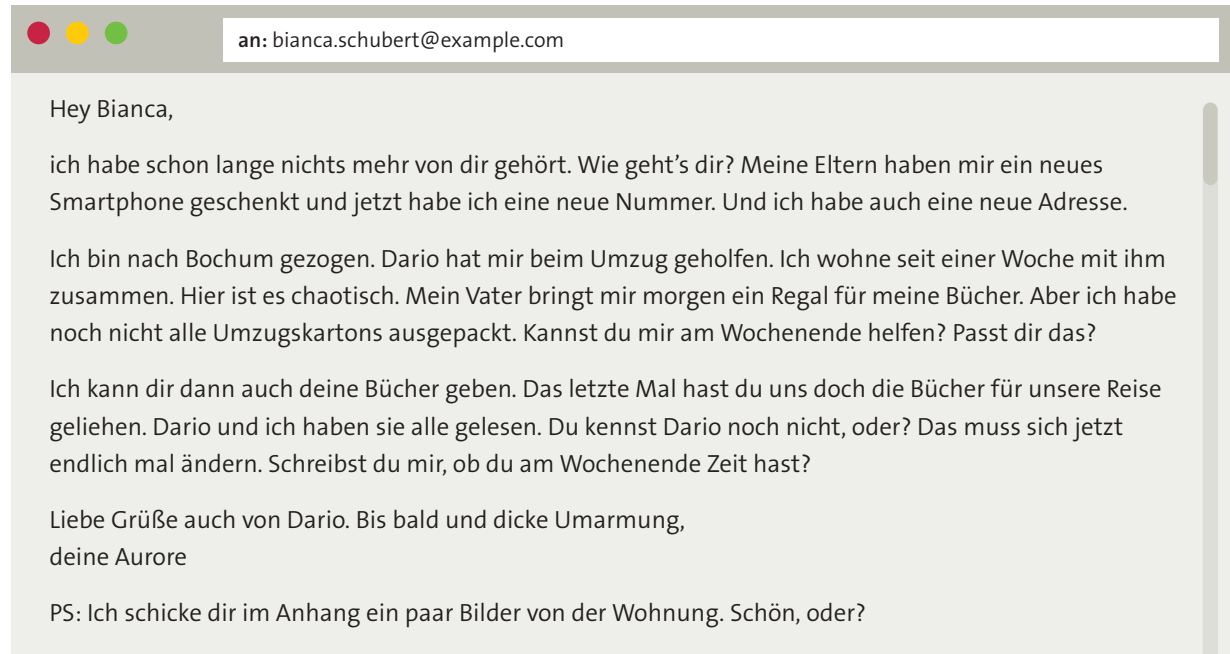 an: bianca.schubert@example.com
Hey Bianca,
ich habe schon lange nichts mehr von dir gehört. Wie geht’s dir? Meine Eltern haben mir ein neues
Smartphone geschenkt und jetzt habe ich eine neue Nummer. Und ich habe auch eine neue Adresse.
Ich bin nach Bochum gezogen. Dario hat mir beim Umzug geholfen. Ich wohne seit einer Woche mit ihm
zusammen. Hier ist es chaotisch. Mein Vater bringt mir morgen ein Regal für meine Bücher. Aber ich habe
noch nicht alle Umzugskartons ausgepackt. Kannst du mir am Wochenende helfen? Passt dir das?
Ich kann dir dann auch deine Bücher geben. Das letzte Mal hast du uns doch die Bücher für unsere Reise
geliehen. Dario und ich haben sie alle gelesen. Du kennst Dario noch nicht, oder? Das muss sich jetzt
endlich mal ändern. Schreibst du mir, ob du am Wochenende Zeit hast?
Liebe Grüße auch von Dario. Bis bald und dicke Umarmung,
deine Aurore
PS: Ich schicke dir im Anhang ein paar Bilder von der Wohnung. Schön, oder?